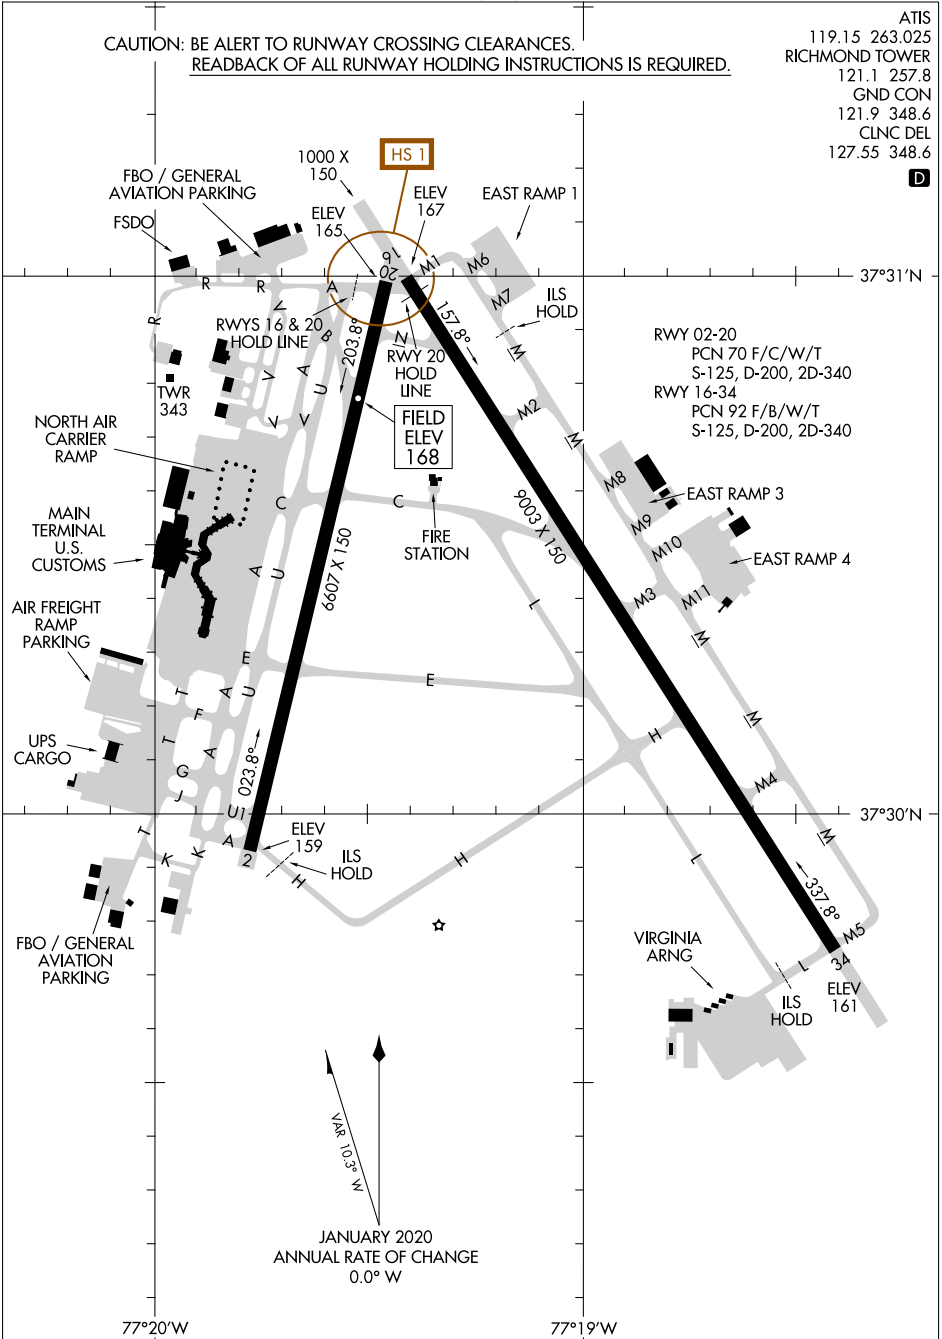 ATIS
119.15 263.025
RICHMOND TOWER
121.1 257.8
GND CON
121.9 348.6
CLNC DEL
127.55 348.6
D
CAUTION: BE ALERT TO RUNWAY CROSSING CLEARANCES.
READBACK OF ALL RUNWAY HOLDING INSTRUCTIONS IS REQUIRED.
HS 1
1000 X
150
FBO / GENERAL
AVIATION PARKING
FSDO
ELEV
165
ELEV
167
EAST RAMP 1
16
20
M1
M6
M7
37°31'N
R
R
R
A
V
V
V
V
B
A
U
RWYS 16 & 20
HOLD LINE
203.8°
N
157.8°
RWY 20
HOLD
LINE
ILS
HOLD
M
RWY 02-20
PCN 70 F/C/W/T
S-125, D-200, 2D-340
RWY 16-34
PCN 92 F/B/W/T
S-125, D-200, 2D-340
TWR
343
FIELD
ELEV
168
M2
M
NORTH AIR
CARRIER
RAMP
M8
EAST RAMP 3
C
C
9003 X 150
M9
FIRE
STATION
MAIN
TERMINAL
U.S.
CUSTOMS
M10
EAST RAMP 4
6607 X 150
A
U
L
M3
M11
AIR FREIGHT
RAMP
PARKING
M
E
E
T
A
U
F
T
M
H
UPS
CARGO
A
G
J
023.8°
M4
U1
37°30'N
T
K
K
A
2
ELEV
159
ILS
HOLD
H
H
L
M
337.8°
FBO / GENERAL
AVIATION
PARKING
VIRGINIA
ARNG
M5
L
34
ILS
HOLD
ELEV
161
VAR 10.3° W
JANUARY 2020
ANNUAL RATE OF CHANGE
0.0° W
77°20'W
77°19'W